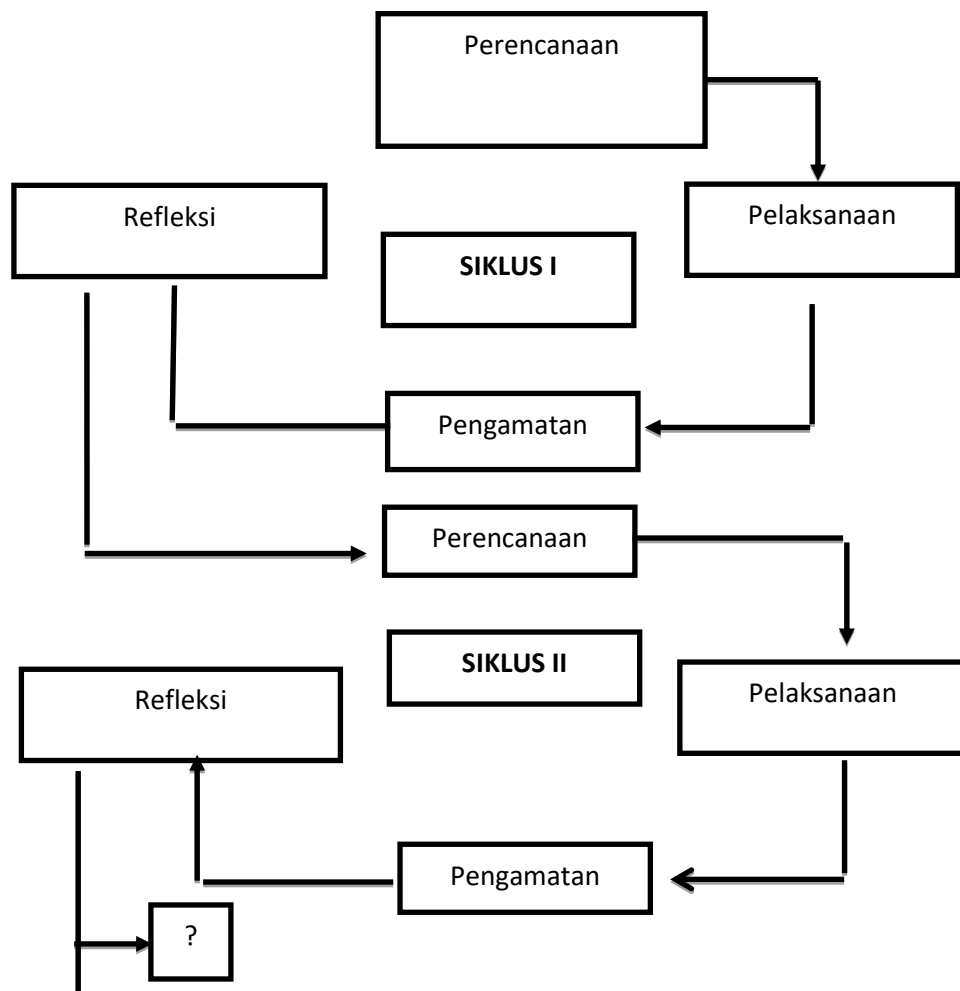 Perencanaan
Refleksi
Pelaksanaan
SIKLUS I
Pengamatan
Perencanaan
SIKLUS II
Refleksi
Pelaksanaan
Pengamatan
?